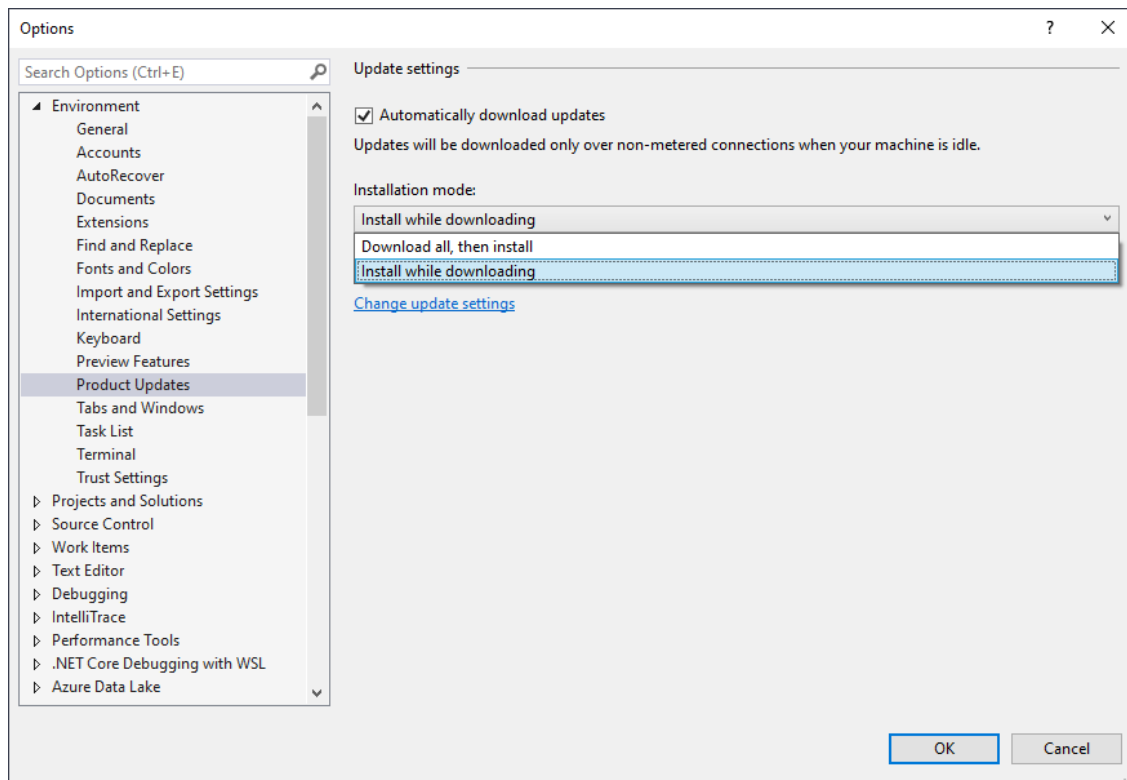 Options
?
Search Options (Ctrl+E)
Environment
General
Accounts
AutoRecover
Documents
Extensions
Find and Replace
Fonts and Colors
Import and Export Settings
International Settings
Keyboard
Preview Features
Product Updates
Tabs and Windows
Task List
Terminal
Trust Settings
Projects and Solutions
Source Control
Work Items
Text Editor
Debugging
IntelliTrace
Performance Tools
.NET Core Debugging with WSL
Azure Data Lake
Update settings
Automatically download updates
Updates will be downloaded only over non-metered connections when your machine is idle.
Installation mode:
Install while downloading
Download all, then install
Install while downloading
Change update settings
OK
Cancel